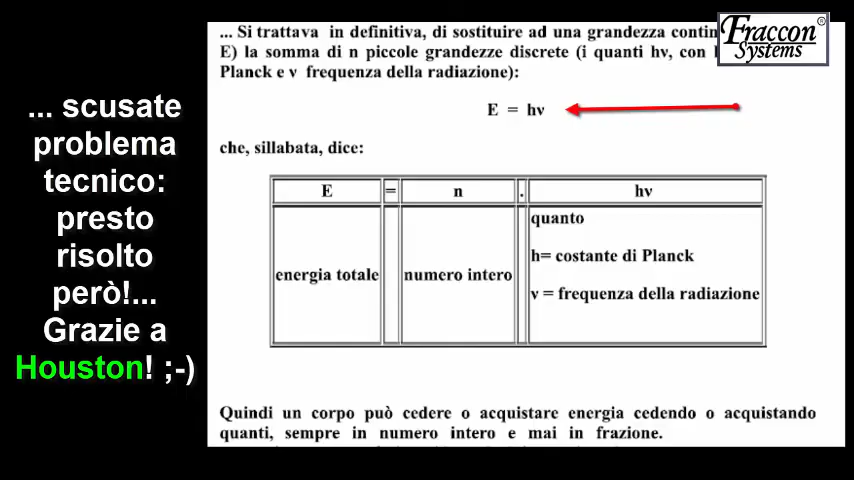 ... scusate
problema
tecnico:
presto
risolto
però!...
Grazie a
Houston! ;-)
... Si trattava in definitiva, di sostituire ad una grandezza
E) la somma di n piccole grandezze discrete (i quanti hν, con
Planck e ν frequenza della radiazione):
E = hν
che, sillabata, dice:
E = n . hν
energia totale numero intero quanto
h= costante di Planck
ν = frequenza della radiazione
Quindi un corpo può cedere o acquistare energia cedendo o acquistando
quanti, sempre in numero intero e mai in frazione.
Fraccon ®
Systems